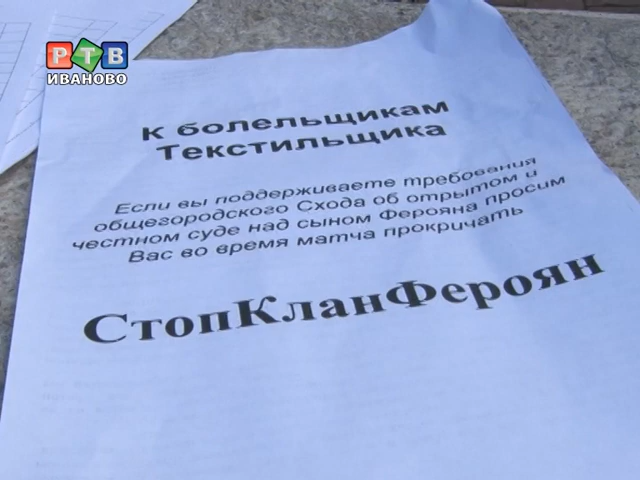 РТВ
ИВАНОВО
К болельщикам
Текстильщика
Если вы поддерживаете требования
общегородского Схода об отрытом и
честном суде над сыном Ферояна просим
Вас во время матча прокричать
СтопКланФероян